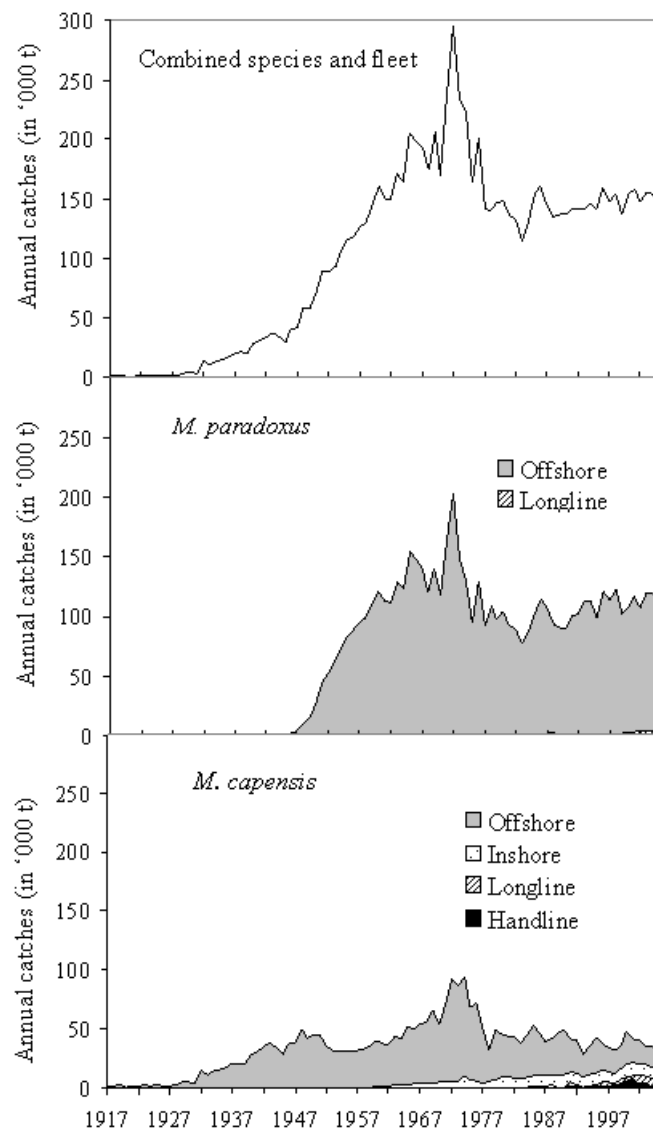 Annual catches (in ‘000 t)
300
250
200
150
100
50
0
Combined species and fleet
Annual catches (in ‘000 t)
250
200
150
100
50
0
M. paradoxus
Offshore
Longline
Annual catches (in ‘000 t)
250
200
150
100
50
0
M. capensis
Offshore
Inshore
Longline
Handline
1917 1927 1937 1947 1957 1967 1977 1987 1997